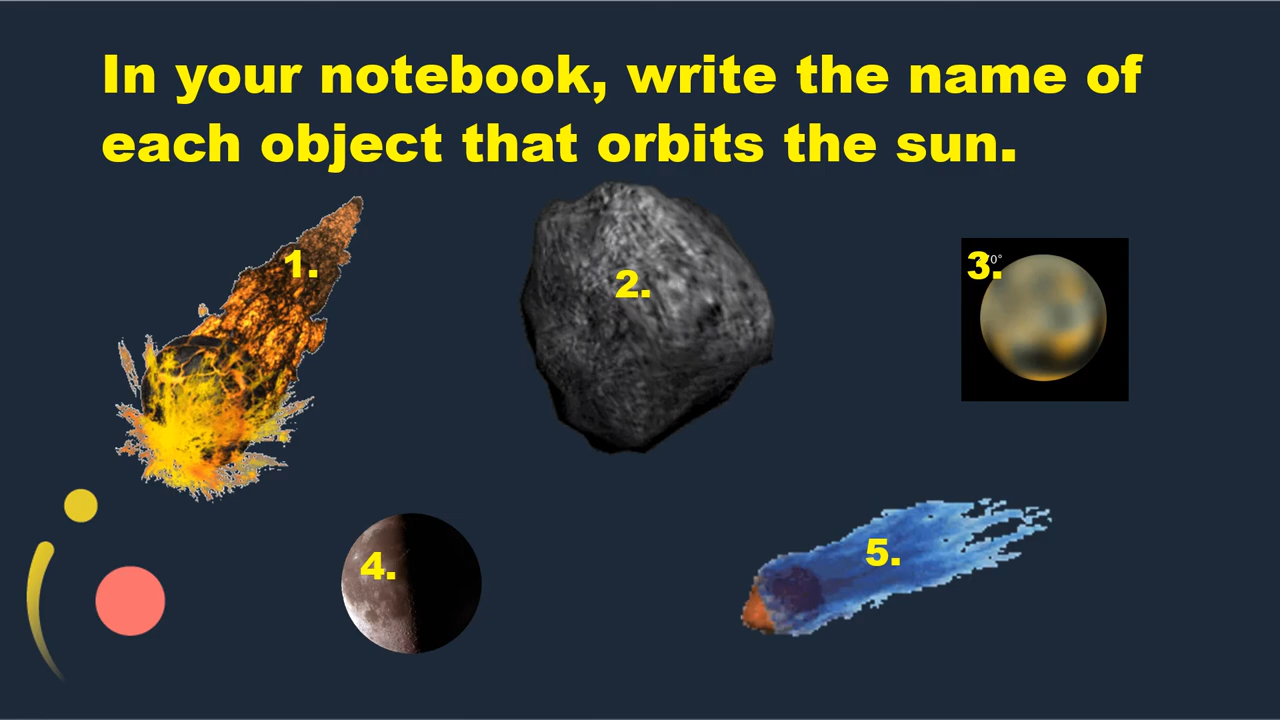 In your notebook, write the name of
each object that orbits the sun.
1.
2.
3.
4.
5.